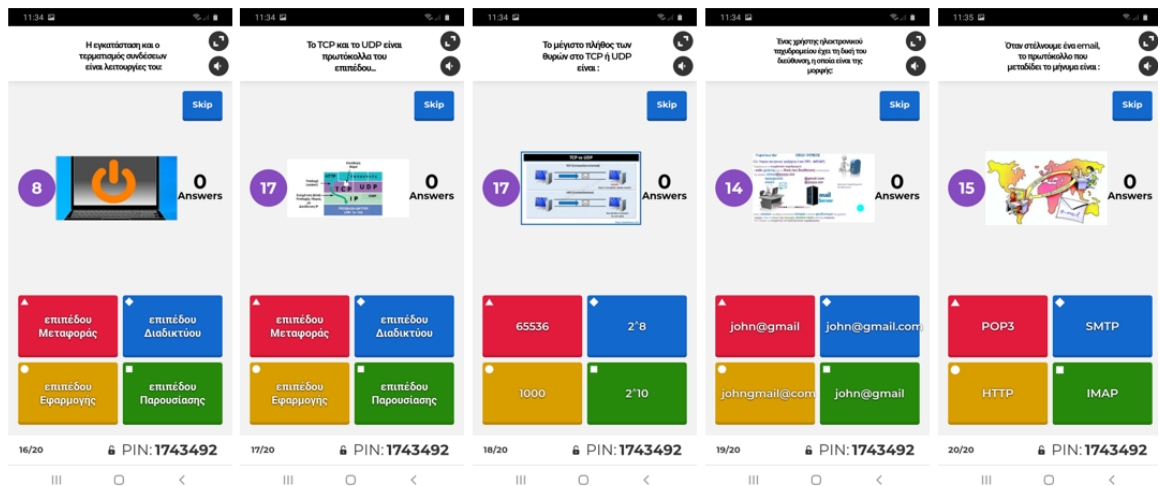 11:34
Η εγκατάσταση και ο
τερματισμός συνδέσεων
είναι λειτουργίες του:
Skip
8
0
Answers
επιπέδου
Μεταφοράς
επιπέδου
Διαδικτύου
επιπέδου
Εφαρμογής
επιπέδου
Παρουσίασης
16/20
PIN: 1743492
11:34
Το TCP και το UDP είναι
πρωτόκολλα του
επιπέδου...
Skip
17
HTTP
TCP
UDP
IP
0
Answers
επιπέδου
Μεταφοράς
επιπέδου
Διαδικτύου
επιπέδου
Εφαρμογής
επιπέδου
Παρουσίασης
17/20
PIN: 1743492
11:34
Το μέγιστο πλήθος των
θυρών στο TCP ή UDP
είναι :
Skip
17
TCP vs UDP
0
Answers
65536
2^8
1000
2^10
18/20
PIN: 1743492
11:34
Ένας χρήστης ηλεκτρονικού
ταχυδρομείου έχει τη δική του
διεύθυνση, η οποία είναι της
μορφής:
Skip
14
0
Answers
john@gmail
john@gmail.com
johngmail@com
john@gmail
19/20
PIN: 1743492
11:35
Όταν στέλνουμε ένα email,
το πρωτόκολλο που
μεταδίδει το μήνυμα είναι :
Skip
15
0
Answers
POP3
SMTP
HTTP
IMAP
20/20
PIN: 1743492